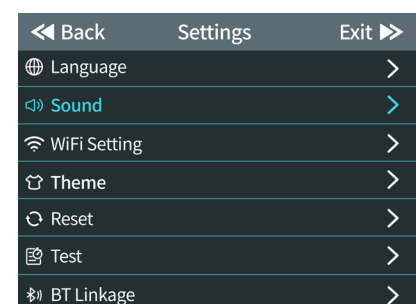 Back Settings Exit
Language
Sound
WiFi Setting
Theme
Reset
Test
BT Linkage